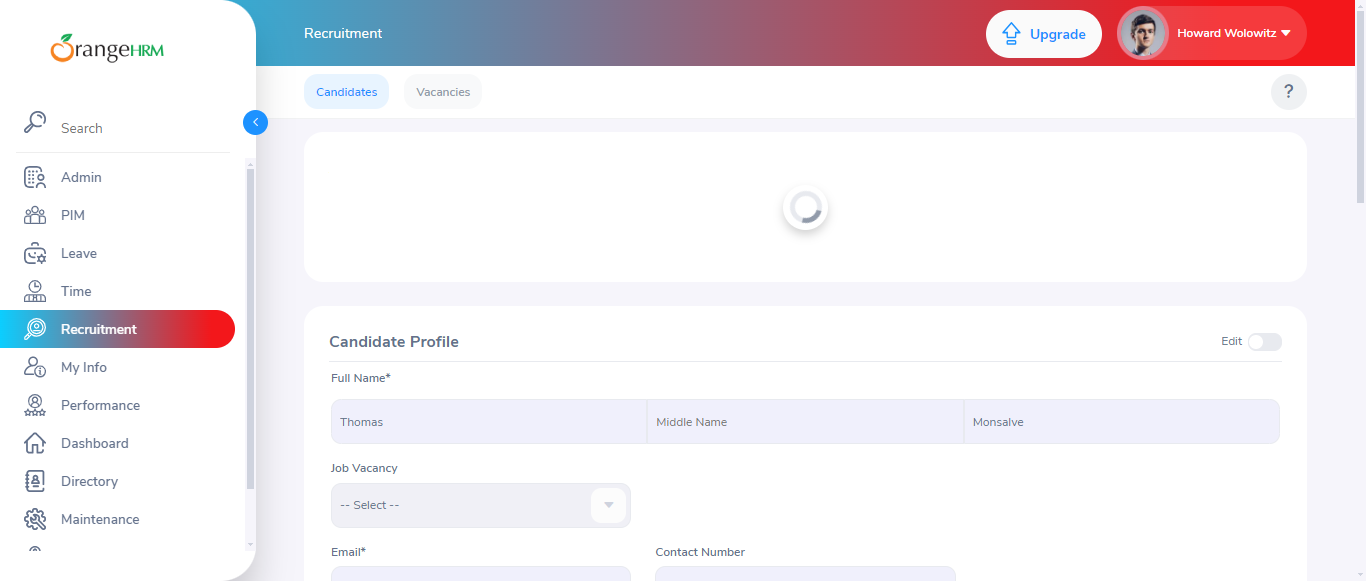 OrangeHRM
Search
Admin
PIM
Leave
Time
Recruitment
My Info
Performance
Dashboard
Directory
Maintenance
Recruitment
Upgrade
Howard Wolowitz
Candidates
Vacancies
?
Candidate Profile
Edit
Full Name*
Thomas
Middle Name
Monsalve
Job Vacancy
-- Select --
Email*
Contact Number